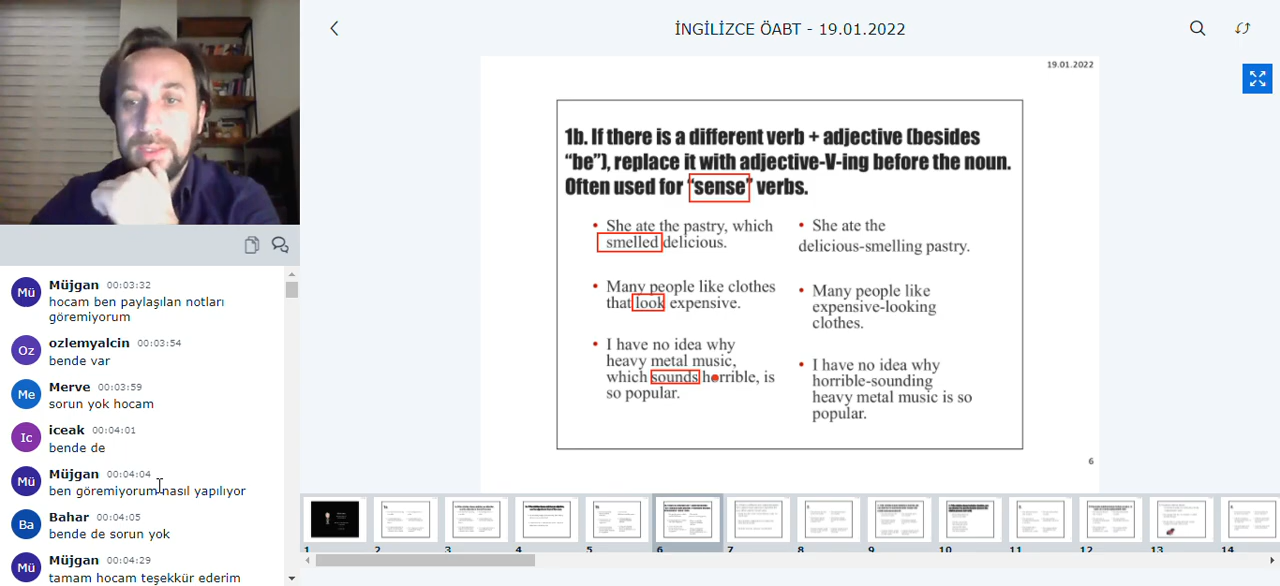 İNGİLİZCE ÖABT - 19.01.2022
19.01.2022
1b. If there is a different verb + adjective (besides
“be”), replace it with adjective-V-ing before the noun.
Often used for “sense” verbs.
• She ate the pastry, which
smelled delicious.
• Many people like clothes
that look expensive.
• I have no idea why
heavy metal music,
which sounds horrible, is
so popular.
• She ate the
delicious-smelling pastry.
• Many people like
expensive-looking
clothes.
• I have no idea why
horrible-sounding
heavy metal music is so
popular.
6
Mü
Müjgan 00:03:32
hocam ben paylaşılan notları
göremiyorum
Oz
ozlemyalcin 00:03:54
bende var
Me
Merve 00:03:59
sorun yok hocam
Ic
iceak 00:04:01
bende de
Mü
Müjgan 00:04:04
ben göremiyorum nasıl yapılıyor
Ba
Bahar 00:04:05
bende de sorun yok
Mü
Müjgan 00:04:29
tamam hocam teşekkür ederim
1 2 3 4 5 6 7 8 9 10 11 12 13 14